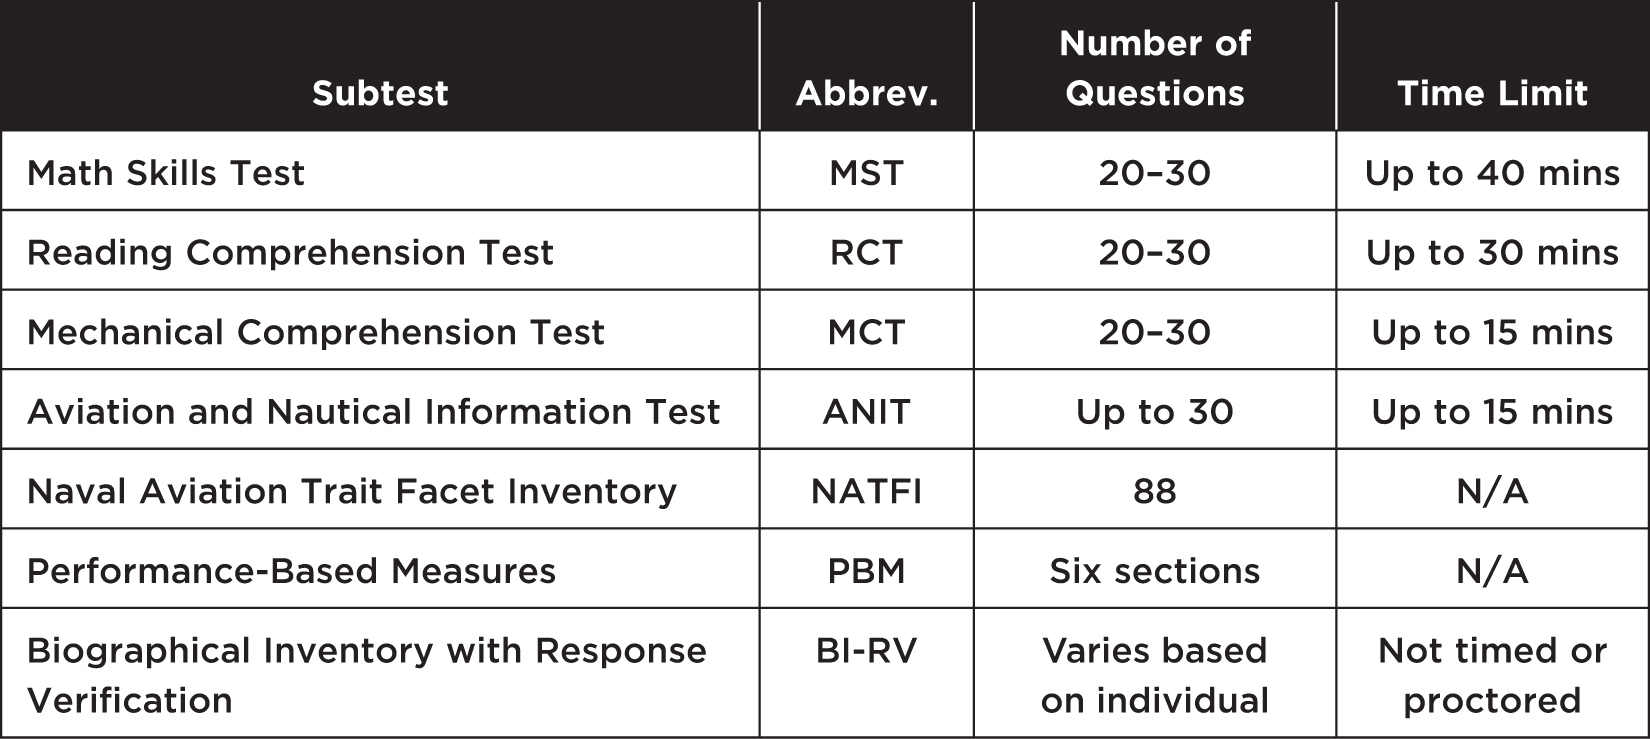 Subtest Abbrev. Number of Questions Time Limit
Math Skills Test MST 20–30 Up to 40 mins
Reading Comprehension Test RCT 20–30 Up to 30 mins
Mechanical Comprehension Test MCT 20–30 Up to 15 mins
Aviation and Nautical Information Test ANIT Up to 30 Up to 15 mins
Naval Aviation Trait Facet Inventory NATFI 88 N/A
Performance-Based Measures PBM Six sections N/A
Biographical Inventory with Response BI-RV Varies based Not timed or
Verification on individual proctored